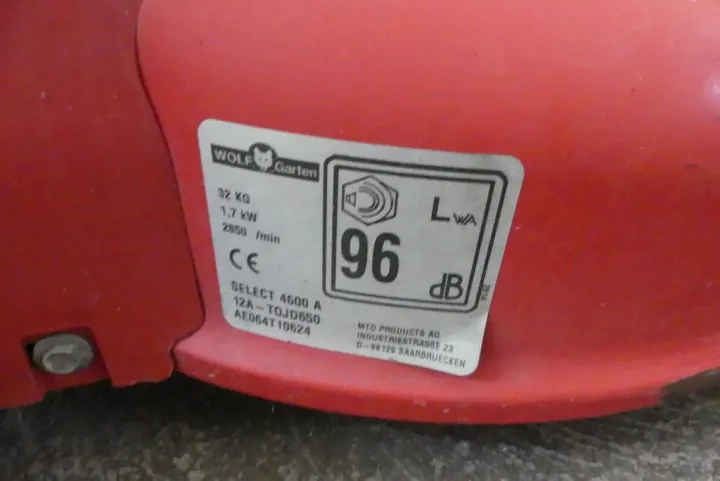 WOLF Garten
32 KG
1,7 kW
2850 /min
CE
SELECT 4600 A
12A-TOJD650
AE064T10624
LWA
96
dB
MTD PRODUCTS AG
INDUSTRIESTRASSE 23
D-66129 SAARBRUECKEN